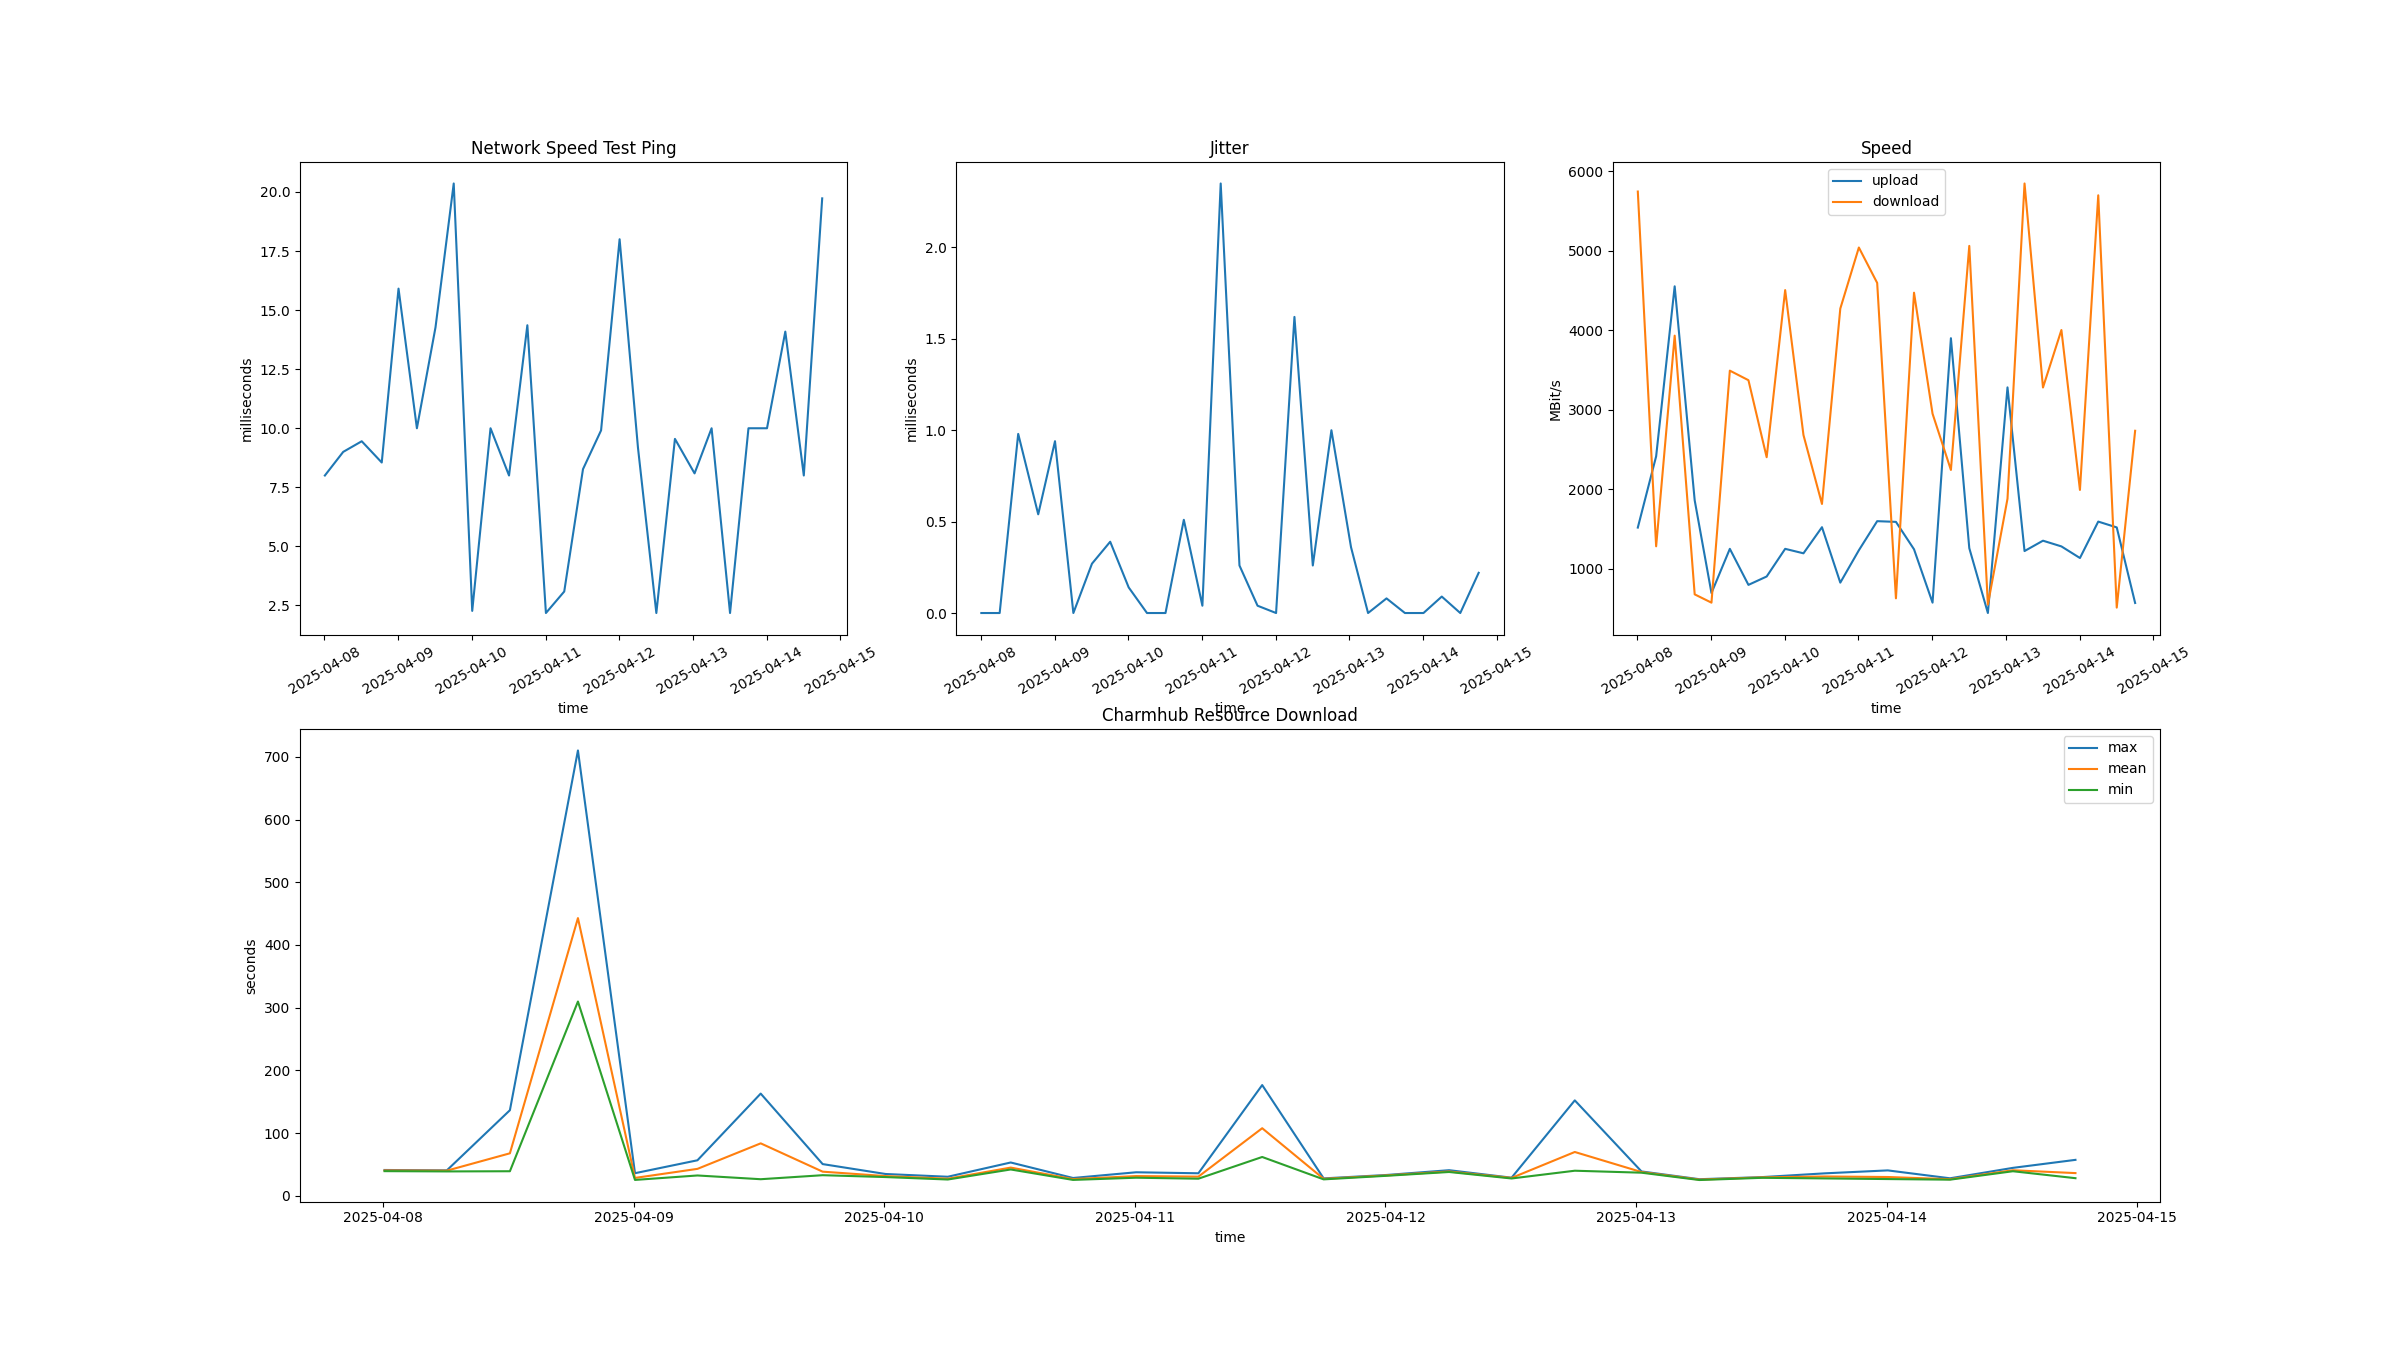 Network Speed Test Ping
20.0
17.5
15.0
12.5
10.0
7.5
5.0
2.5
milliseconds
2025-04-08 2025-04-09 2025-04-10 2025-04-11 2025-04-12 2025-04-13 2025-04-14 2025-04-15
time
Jitter
2.0
1.5
1.0
0.5
0.0
milliseconds
2025-04-08 2025-04-09 2025-04-10 2025-04-11 2025-04-12 2025-04-13 2025-04-14 2025-04-15
time
Speed
upload
download
6000
5000
4000
3000
2000
1000
MBit/s
2025-04-08 2025-04-09 2025-04-10 2025-04-11 2025-04-12 2025-04-13 2025-04-14 2025-04-15
time
Charmhub Resource Download
max
mean
min
700
600
500
400
300
200
100
0
seconds
2025-04-08 2025-04-09 2025-04-10 2025-04-11 2025-04-12 2025-04-13 2025-04-14 2025-04-15
time